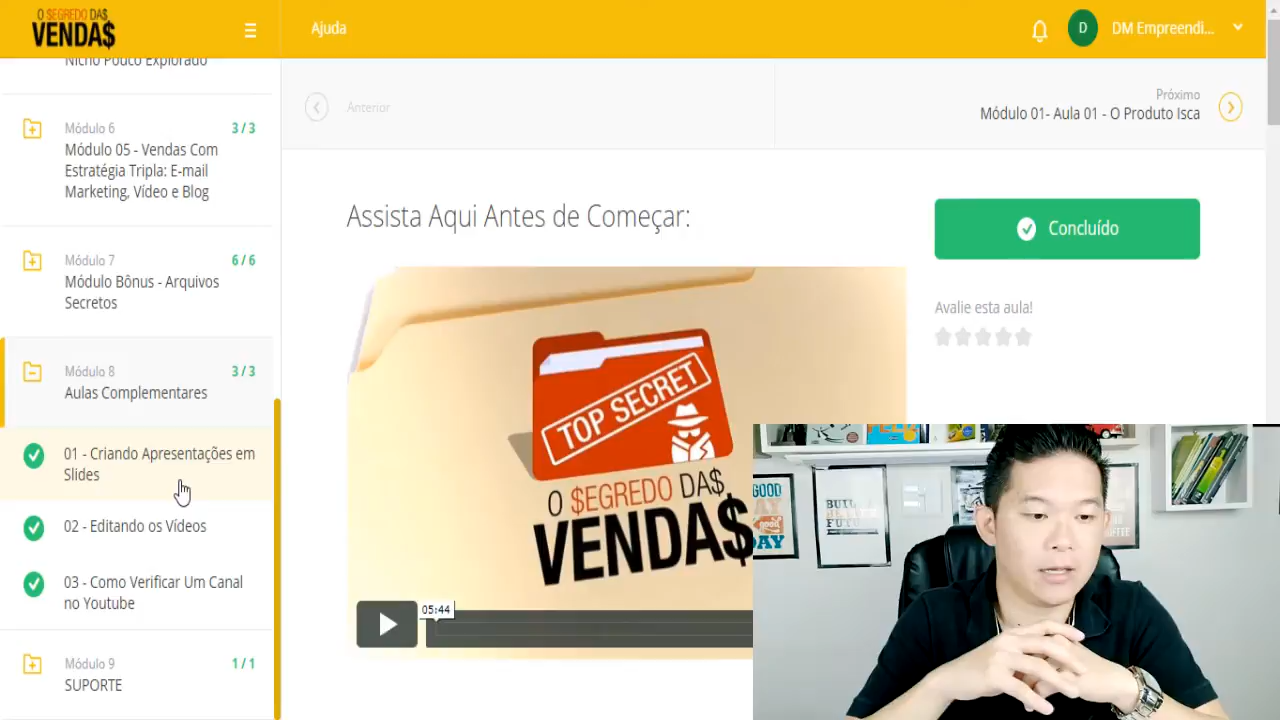 O $EGREDO DA$
VENDA$
Ajuda
D
DM Empreendi...
Nicho Pouco Explorado
Módulo 6
3 / 3
Módulo 05 - Vendas Com
Estratégia Tripla: E-mail
Marketing, Vídeo e Blog
Módulo 7
6 / 6
Módulo Bônus - Arquivos
Secretos
Módulo 8
3 / 3
Aulas Complementares
01 - Criando Apresentações em
Slides
02 - Editando os Vídeos
03 - Como Verificar Um Canal
no Youtube
Módulo 9
1 / 1
SUPORTE
Anterior
Próximo
Módulo 01- Aula 01 - O Produto Isca
Assista Aqui Antes de Começar:
Concluído
Avalie esta aula!
TOP SECRET
O $EGREDO DA$
VENDA$
05:44
GOOD
DAY